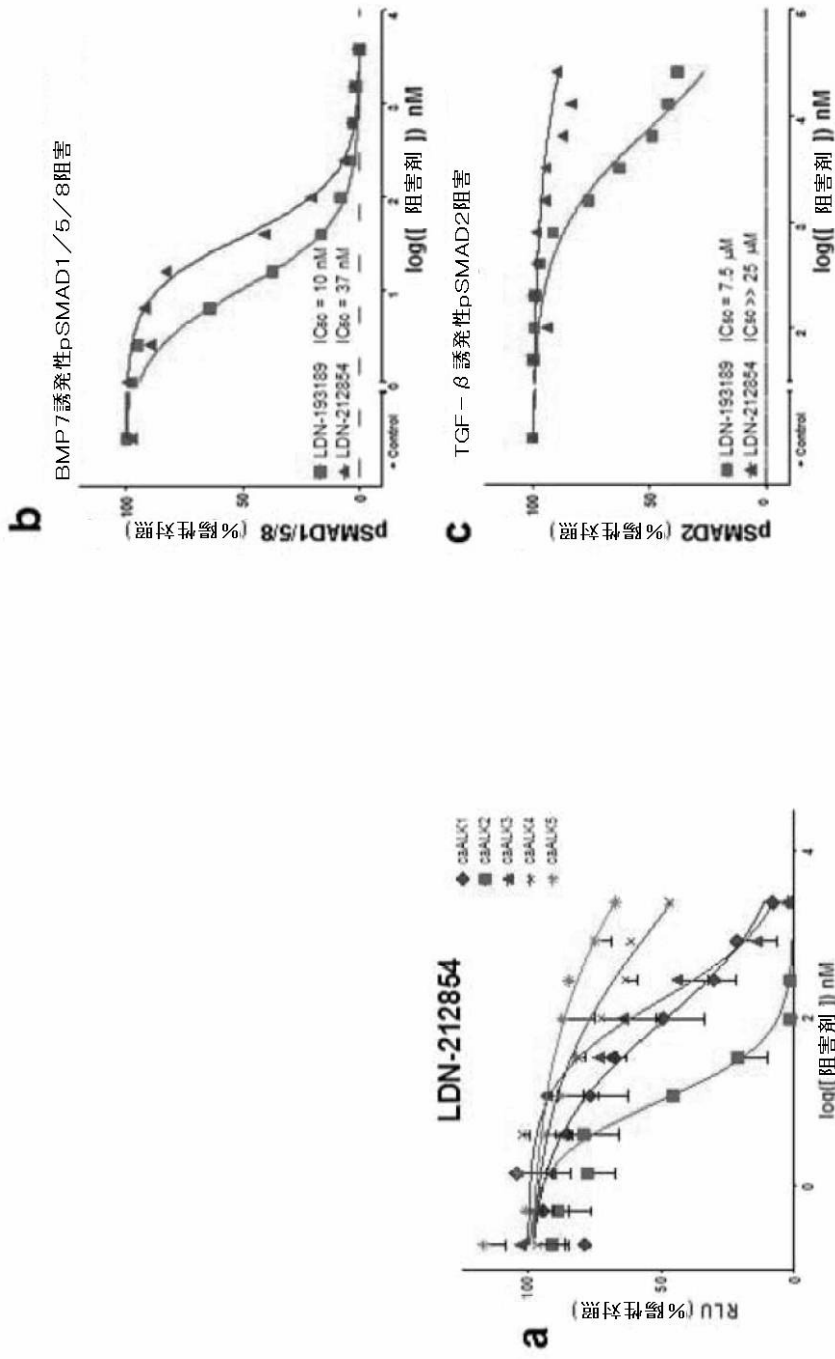 a
LDN-212854
RLU (％陽性対照)
100
50
0
0
2
4
log([ 阻害剤 ]) nM
caALK1
caALK2
caALK3
caALK4
caALK5
b
BMP7誘発性pSMAD1／5／8阻害
pSMAD1/5/8 (％陽性対照)
100
50
0
LDN-193189 IC50 = 10 nM
LDN-212854 IC50 = 37 nM
+ Control
0
1
2
3
4
log([ 阻害剤 ]) nM
c
TGF－β誘発性pSMAD2阻害
pSMAD2 (％陽性対照)
100
50
0
LDN-193189 IC50 = 7.5 µM
LDN-212854 IC50 >> 25 µM
+ Control
2
3
4
5
log([ 阻害剤 ]) nM